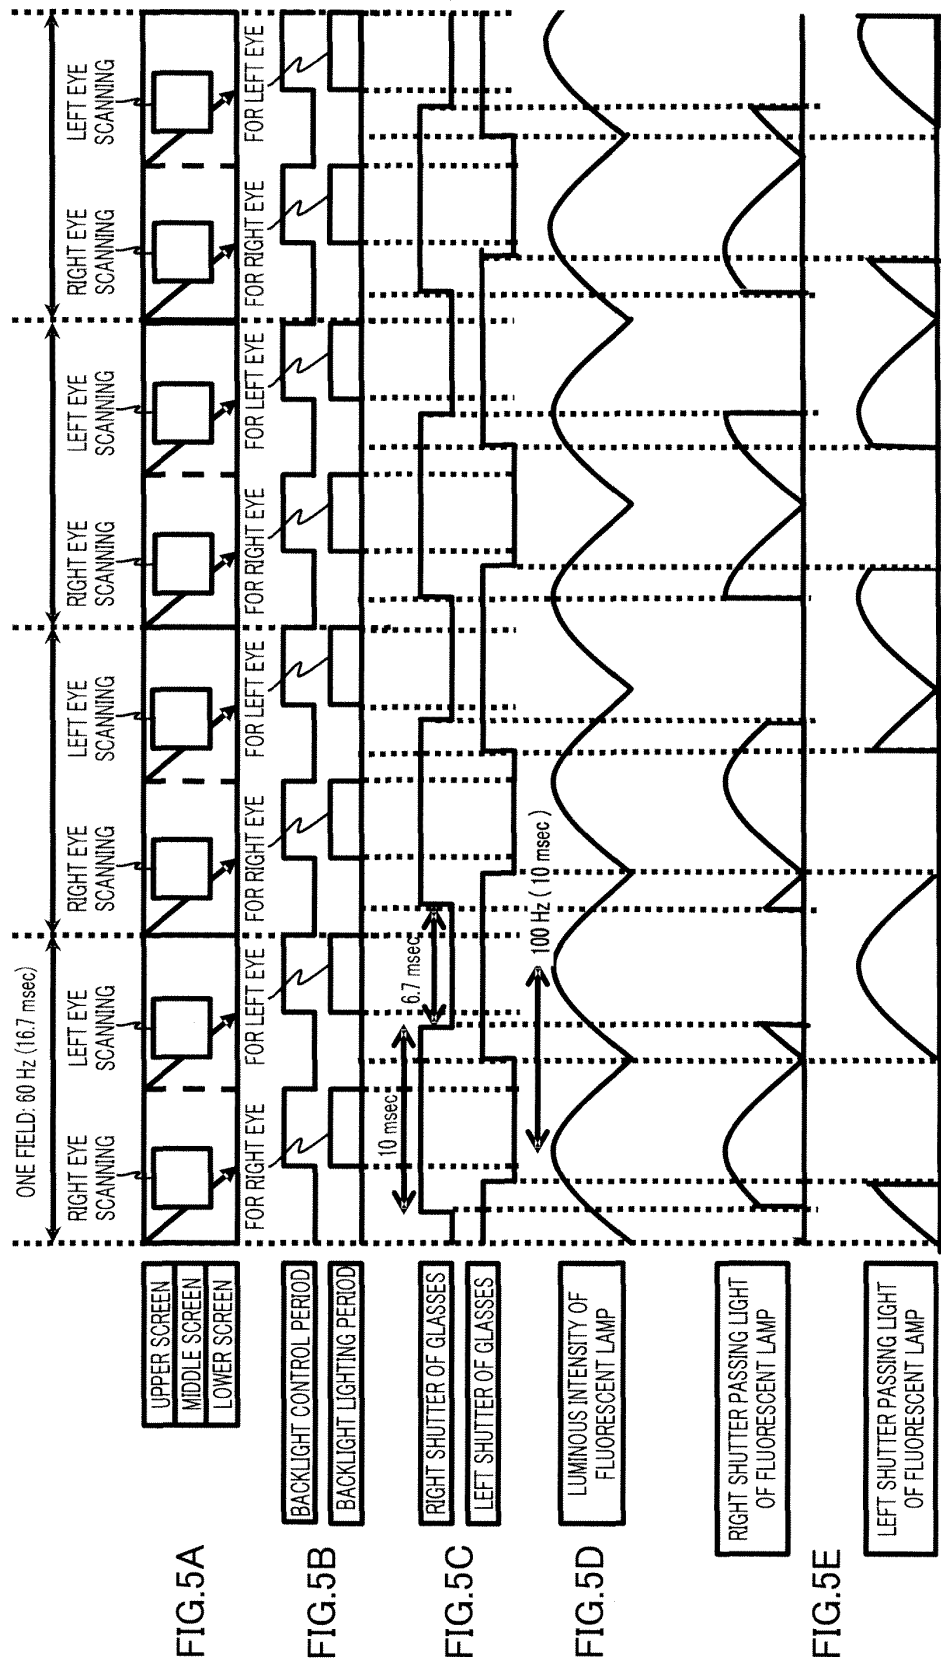 ONE FIELD: 60 Hz (16.7 msec)
RIGHT EYE
SCANNING
LEFT EYE
SCANNING
RIGHT EYE
SCANNING
LEFT EYE
SCANNING
RIGHT EYE
SCANNING
LEFT EYE
SCANNING
RIGHT EYE
SCANNING
LEFT EYE
SCANNING
FIG.5A
UPPER SCREEN
MIDDLE SCREEN
LOWER SCREEN
FOR RIGHT EYE
FOR LEFT EYE
FOR RIGHT EYE
FOR LEFT EYE
FOR RIGHT EYE
FOR LEFT EYE
FOR RIGHT EYE
FOR LEFT EYE
FIG.5B
BACKLIGHT CONTROL PERIOD
BACKLIGHT LIGHTING PERIOD
10 msec
6.7 msec
FIG.5C
RIGHT SHUTTER OF GLASSES
LEFT SHUTTER OF GLASSES
100 Hz ( 10 msec)
FIG.5D
LUMINOUS INTENSITY OF
FLUORESCENT LAMP
FIG.5E
RIGHT SHUTTER PASSING LIGHT
OF FLUORESCENT LAMP
LEFT SHUTTER PASSING LIGHT
OF FLUORESCENT LAMP